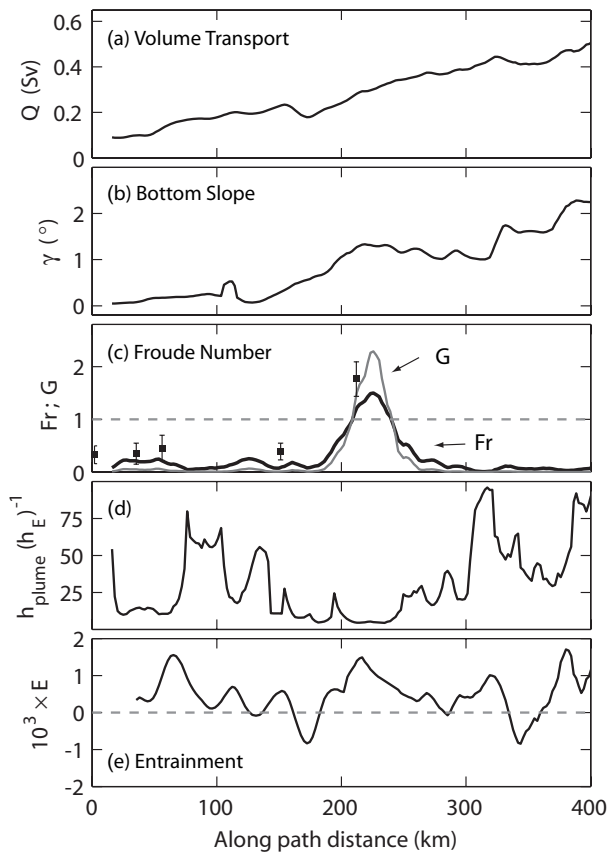 0.6
(a) Volume Transport
0.4
Q (Sv)
0.2
0
(b) Bottom Slope
2
γ (°)
1
0
(c) Froude Number
G
2
Fr; G
1
Fr
0
(d)
75
h_plume (h_E)^-1
50
25
2
1
10^3 × E
0
-1
(e) Entrainment
-2
0 100 200 300 400
Along path distance (km)